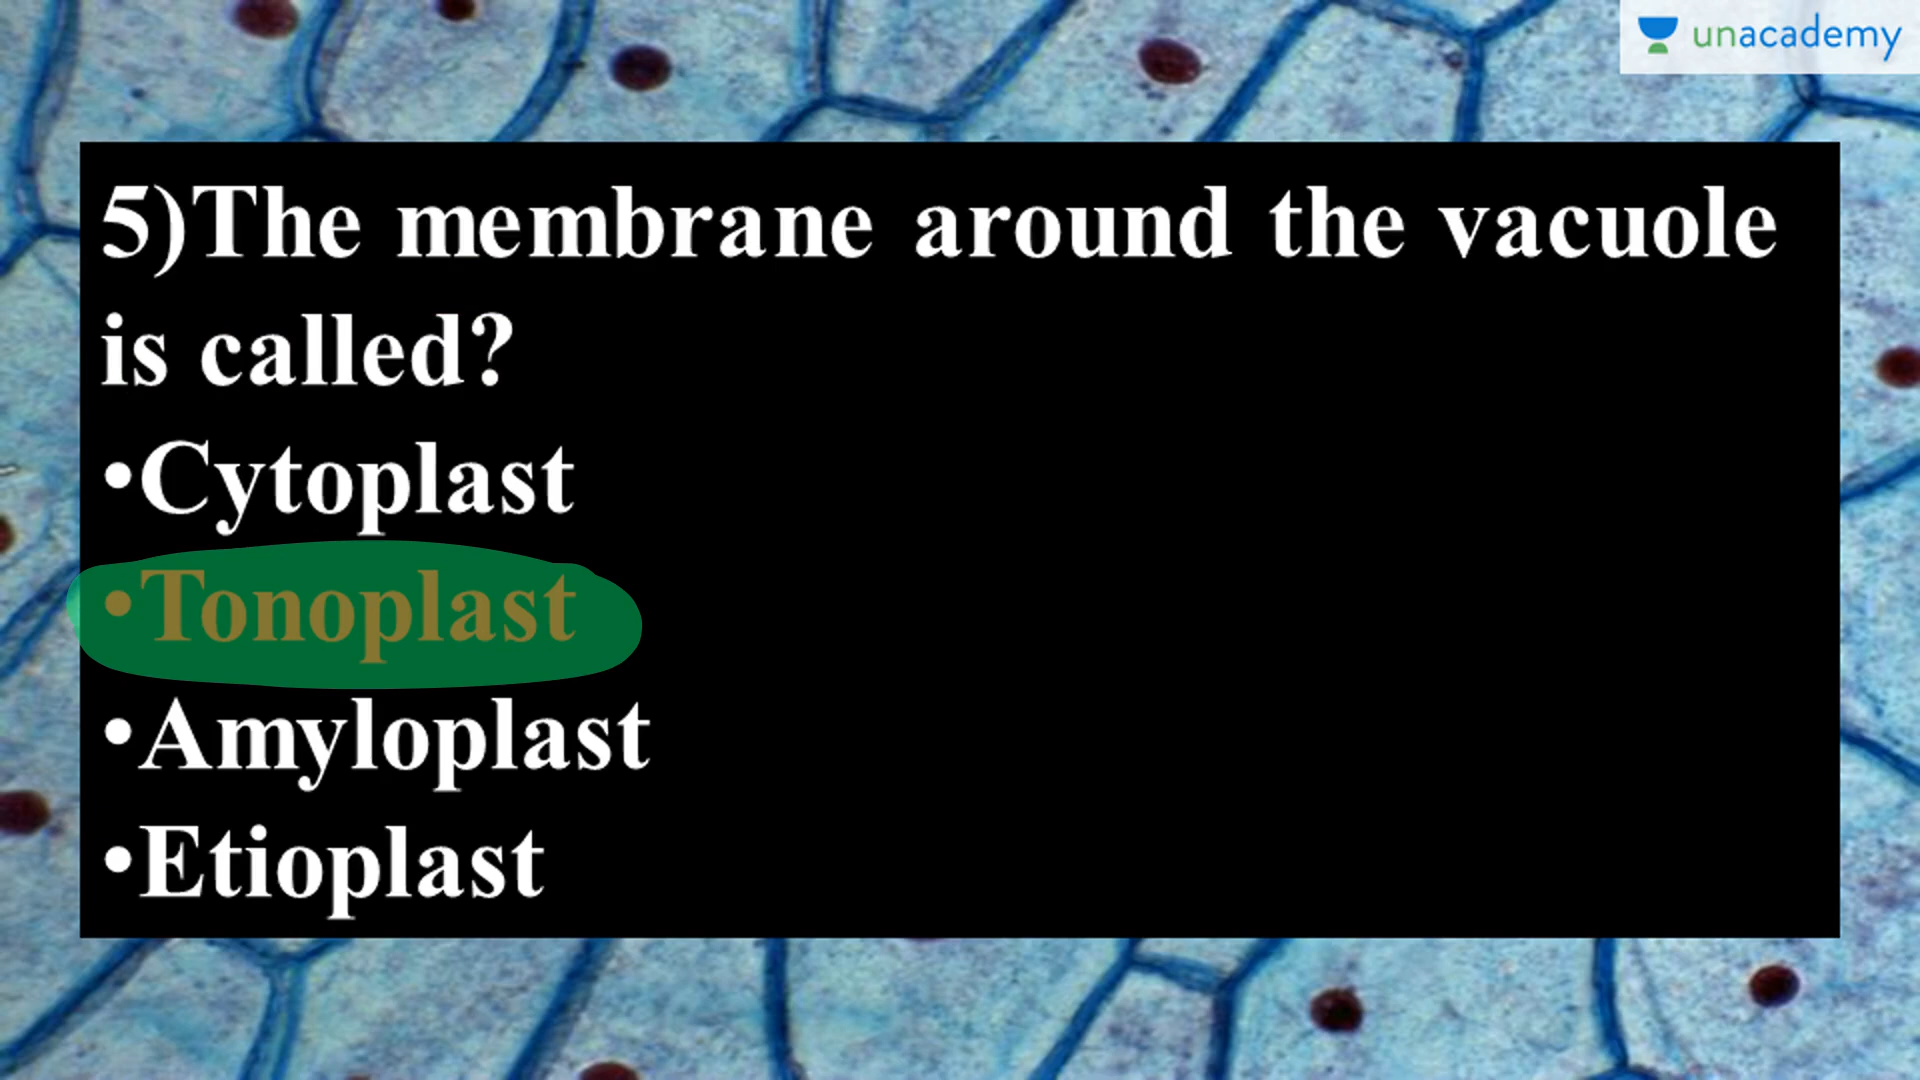 unacademy
5)The membrane around the vacuole
is called?
•Cytoplast
•Tonoplast
•Amyloplast
•Etioplast